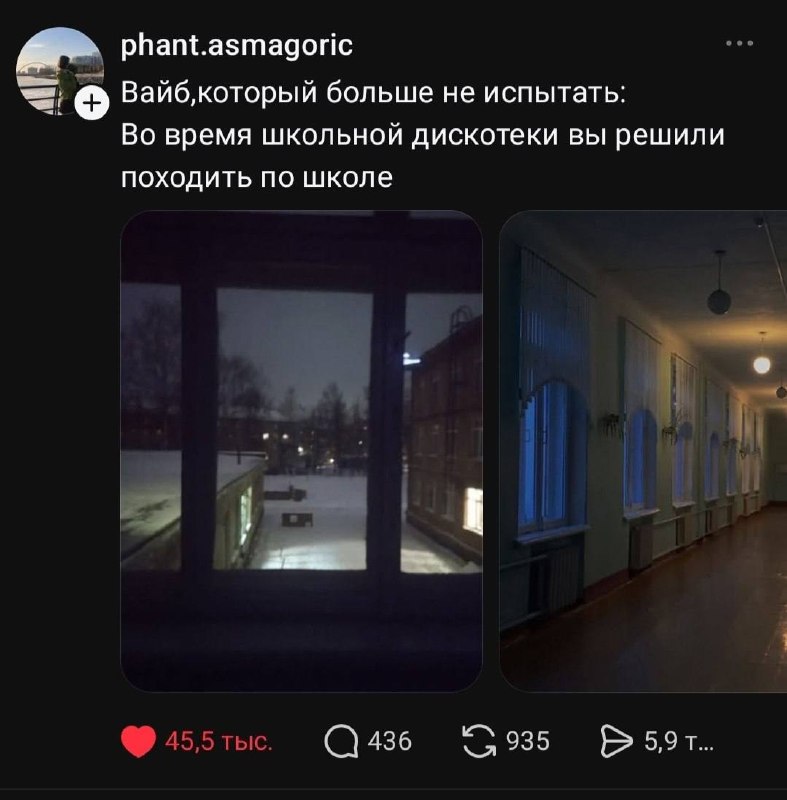 phant.asmagoric
Вайб,который больше не испытать:
Во время школьной дискотеки вы решили
походить по школе
45,5 тыс.
436
935
5,9 т...